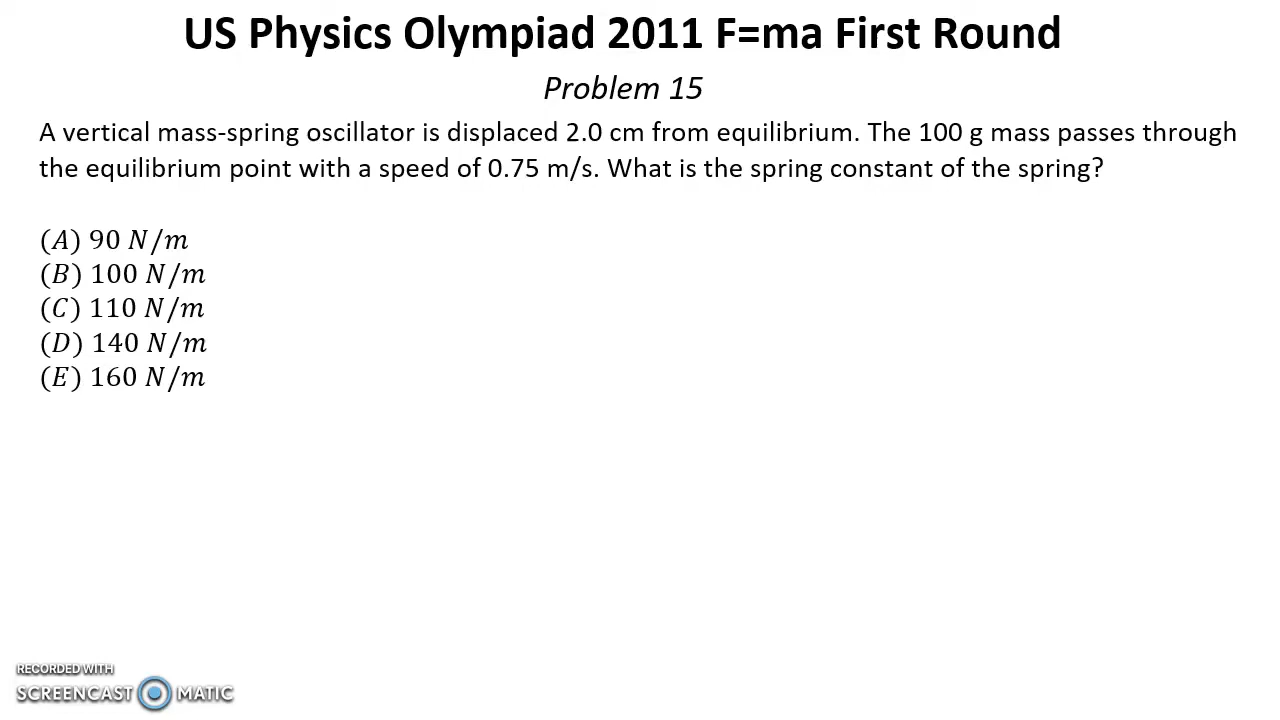 US Physics Olympiad 2011 F=ma First Round
Problem 15
A vertical mass-spring oscillator is displaced 2.0 cm from equilibrium. The 100 g mass passes through
the equilibrium point with a speed of 0.75 m/s. What is the spring constant of the spring?
(A) 90 N/m
(B) 100 N/m
(C) 110 N/m
(D) 140 N/m
(E) 160 N/m
RECORDED WITH
SCREENCAST MATIC